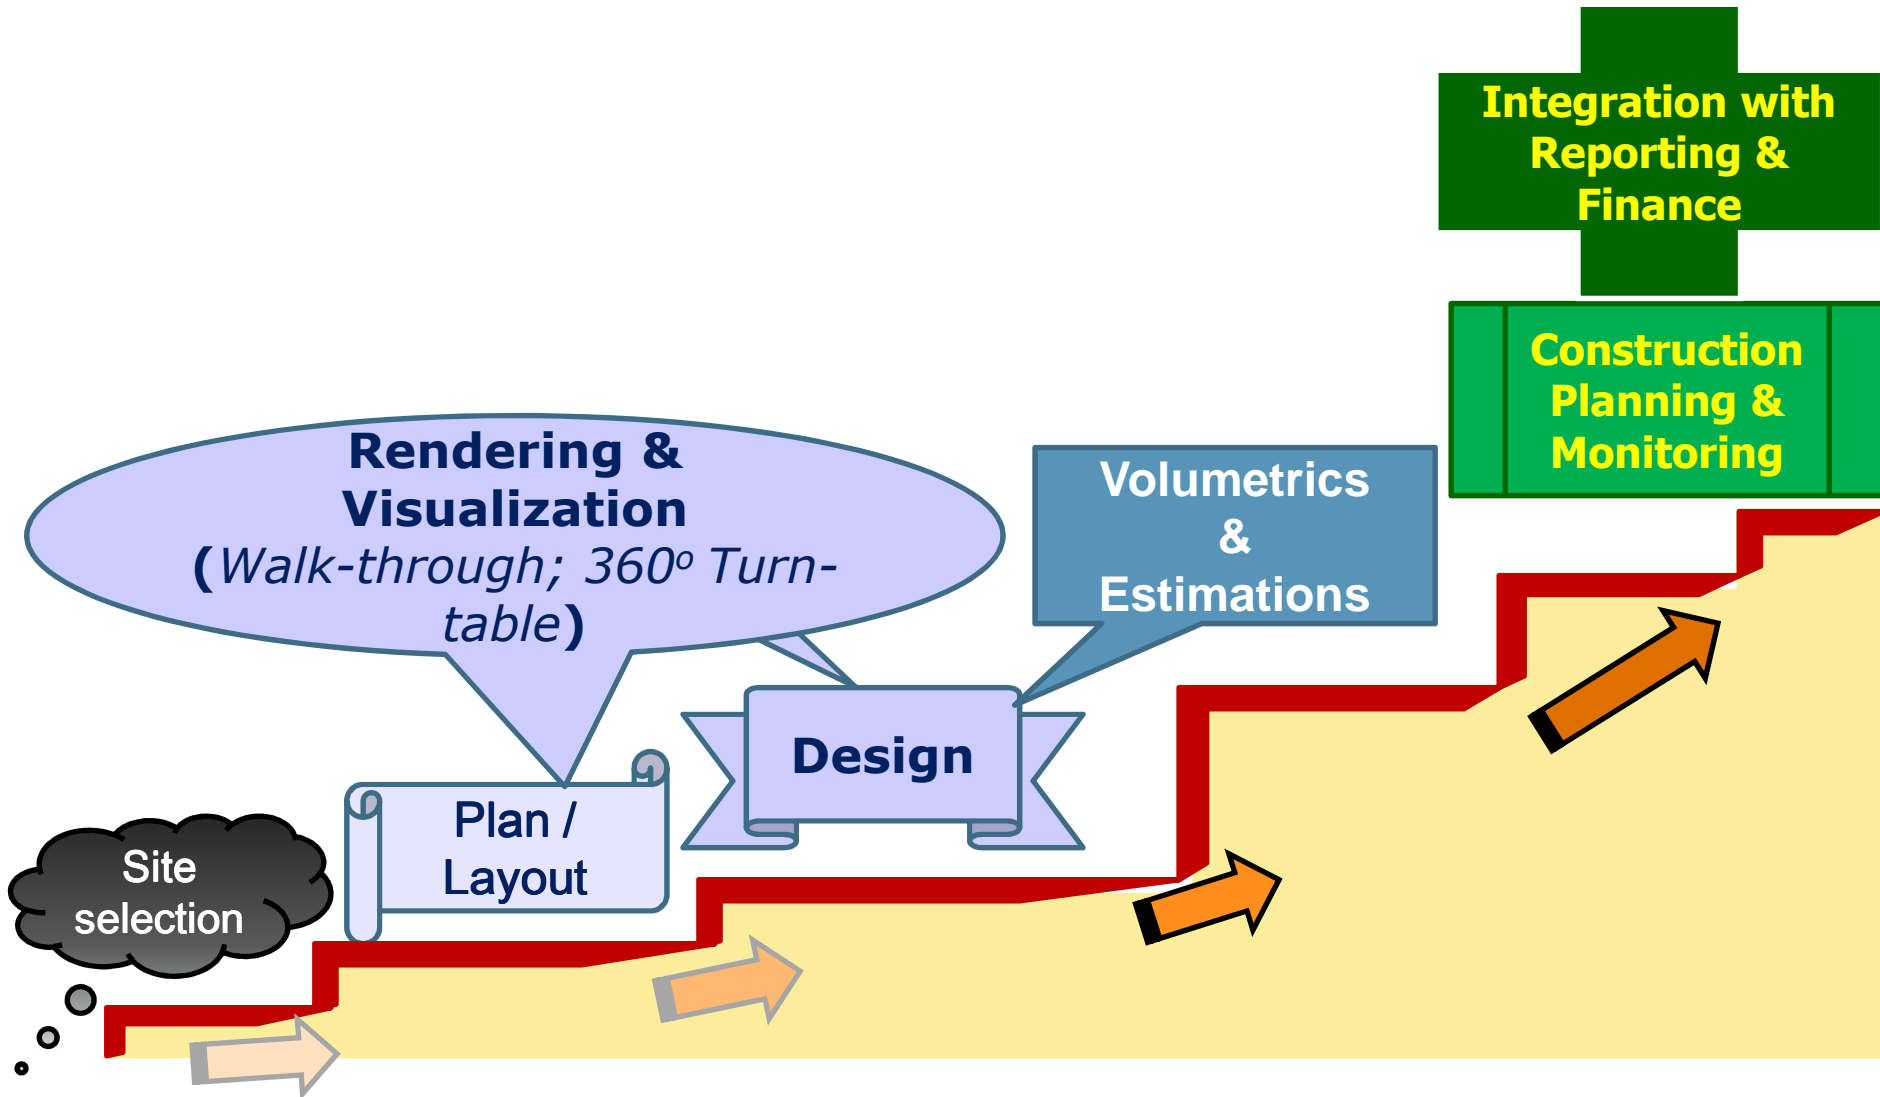 Integration with
Reporting &
Finance
Construction
Planning &
Monitoring
Rendering &
Visualization
(Walk-through; 360º Turn-
table)
Volumetrics
&
Estimations
Design
Plan /
Layout
Site
selection